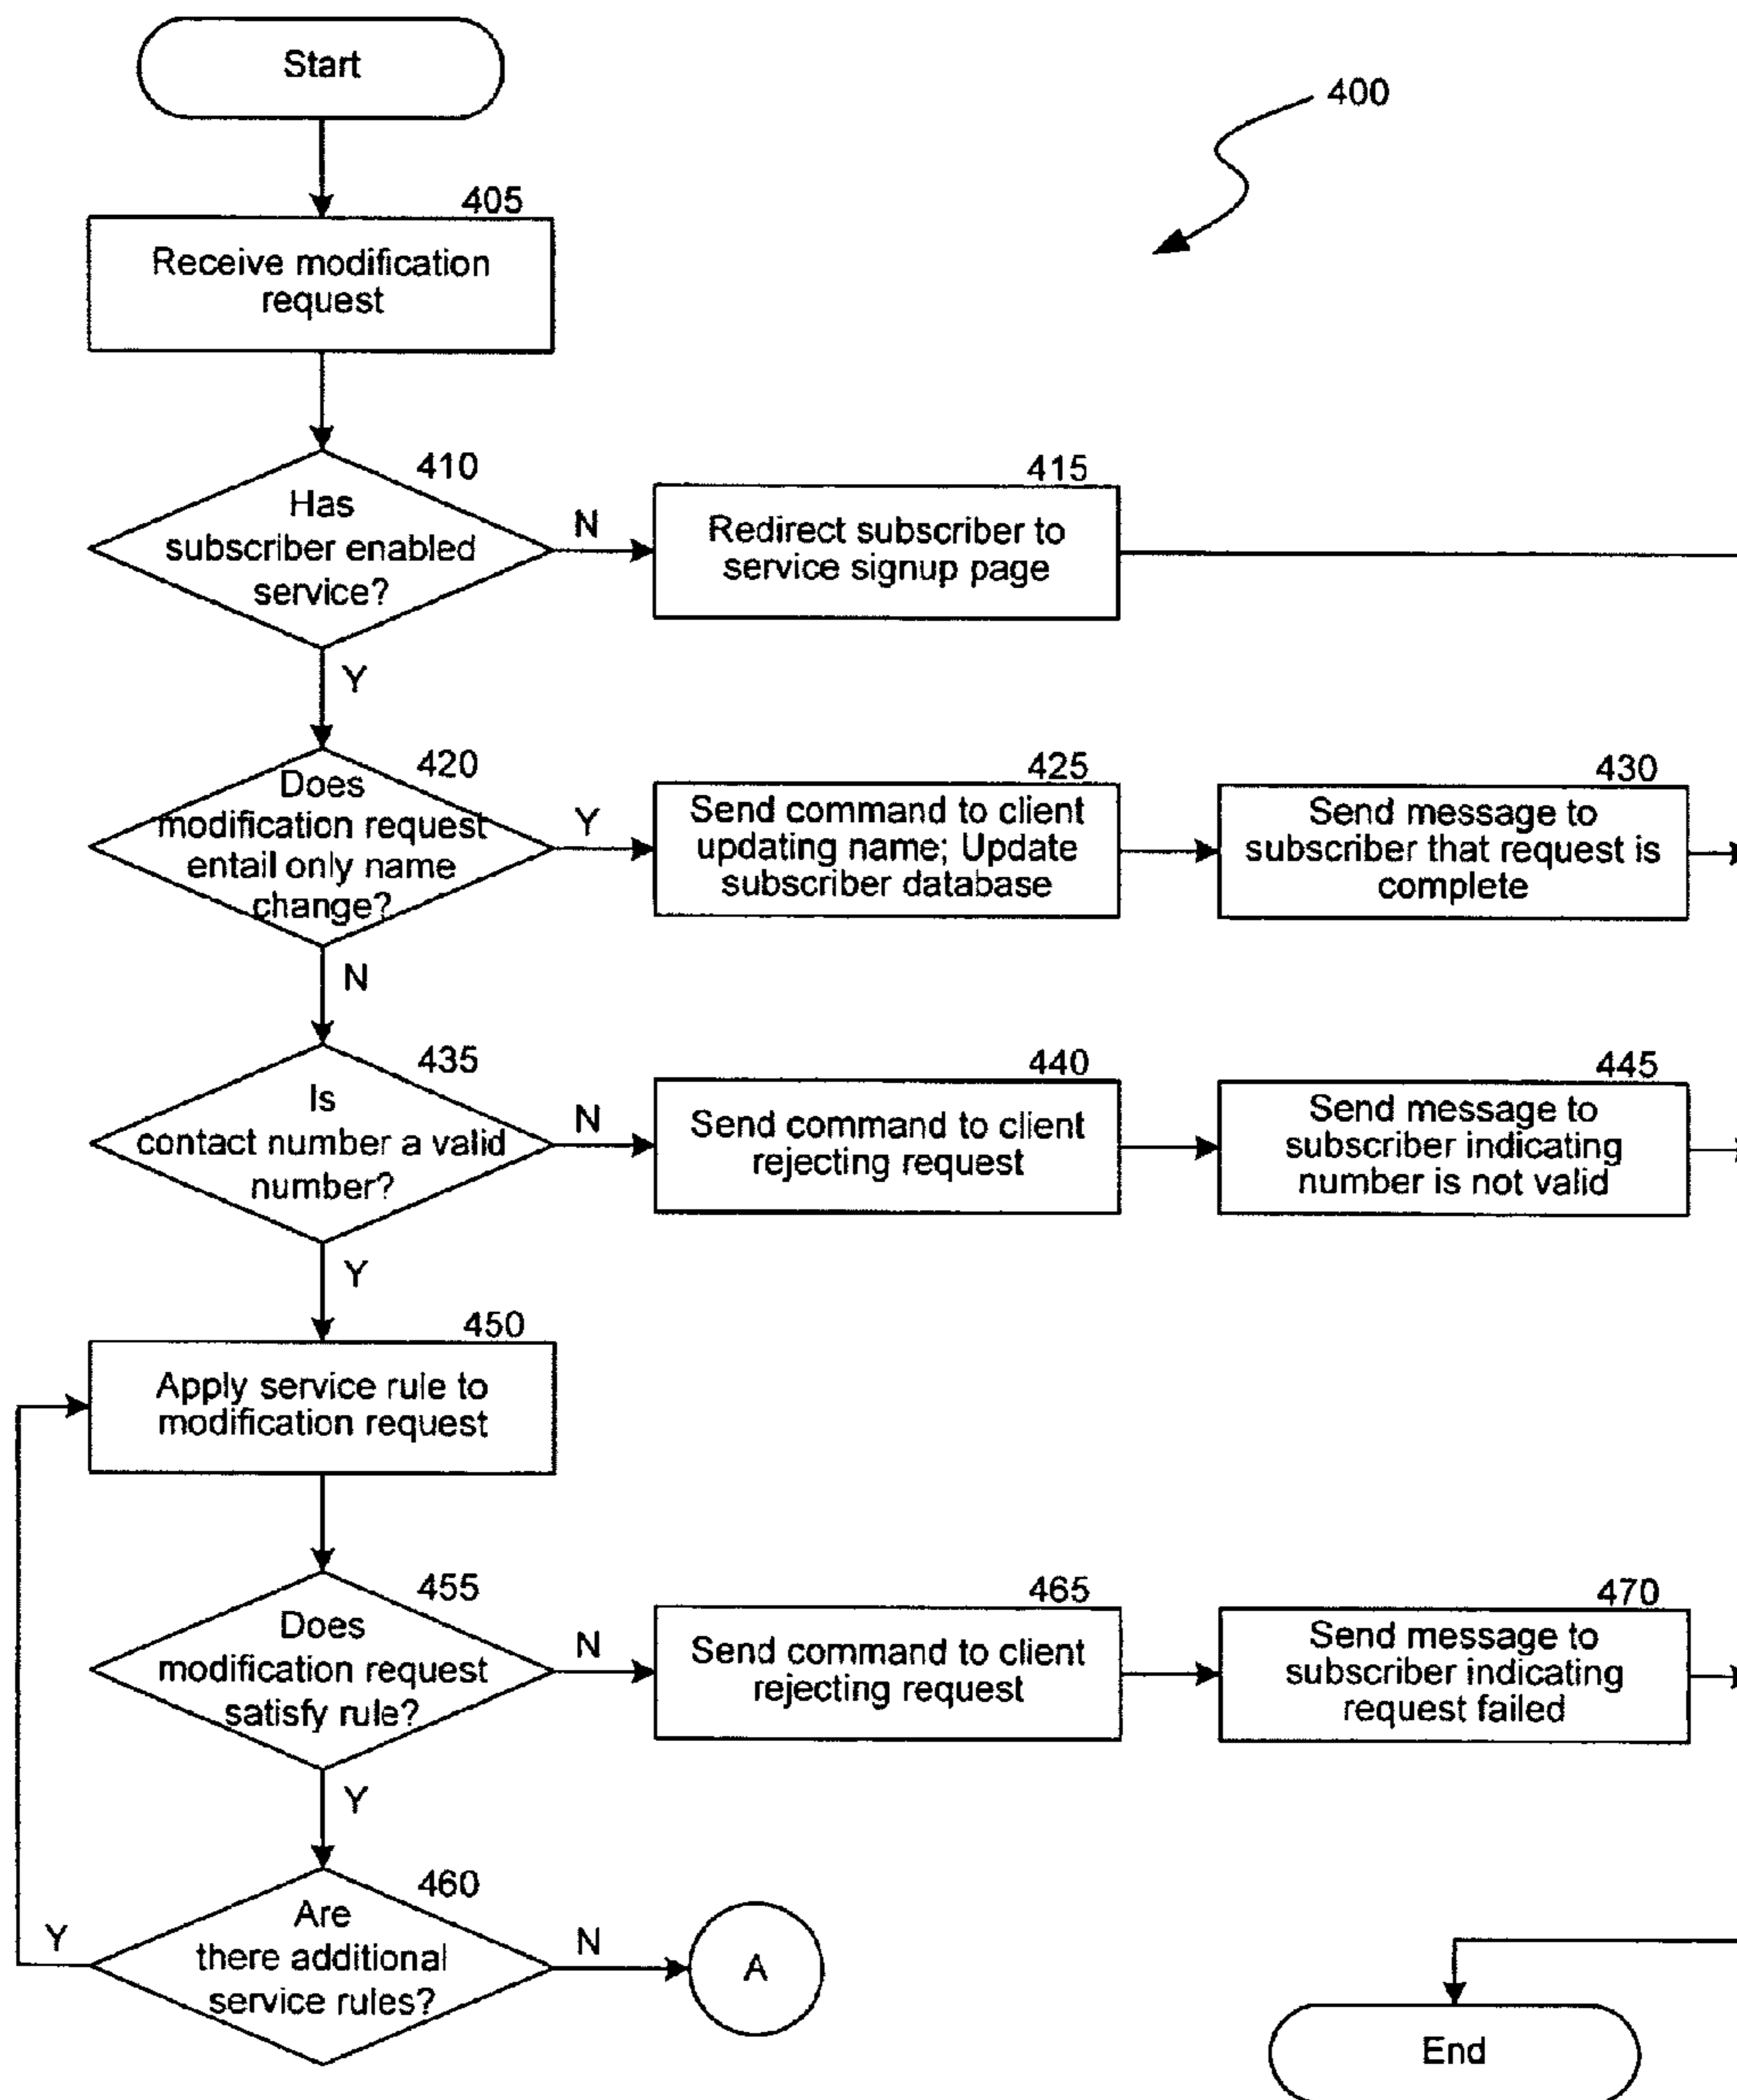 Start
400
405
Receive modification
request
410
Has
subscriber enabled
service?
N
415
Redirect subscriber to
service signup page
Y
420
Does
modification request
entail only name
change?
Y
425
Send command to client
updating name; Update
subscriber database
430
Send message to
subscriber that request is
complete
N
435
Is
contact number a valid
number?
N
440
Send command to client
rejecting request
445
Send message to
subscriber indicating
number is not valid
Y
450
Apply service rule to
modification request
455
Does
modification request
satisfy rule?
N
465
Send command to client
rejecting request
470
Send message to
subscriber indicating
request failed
Y
460
Are
there additional
service rules?
Y
N
A
End